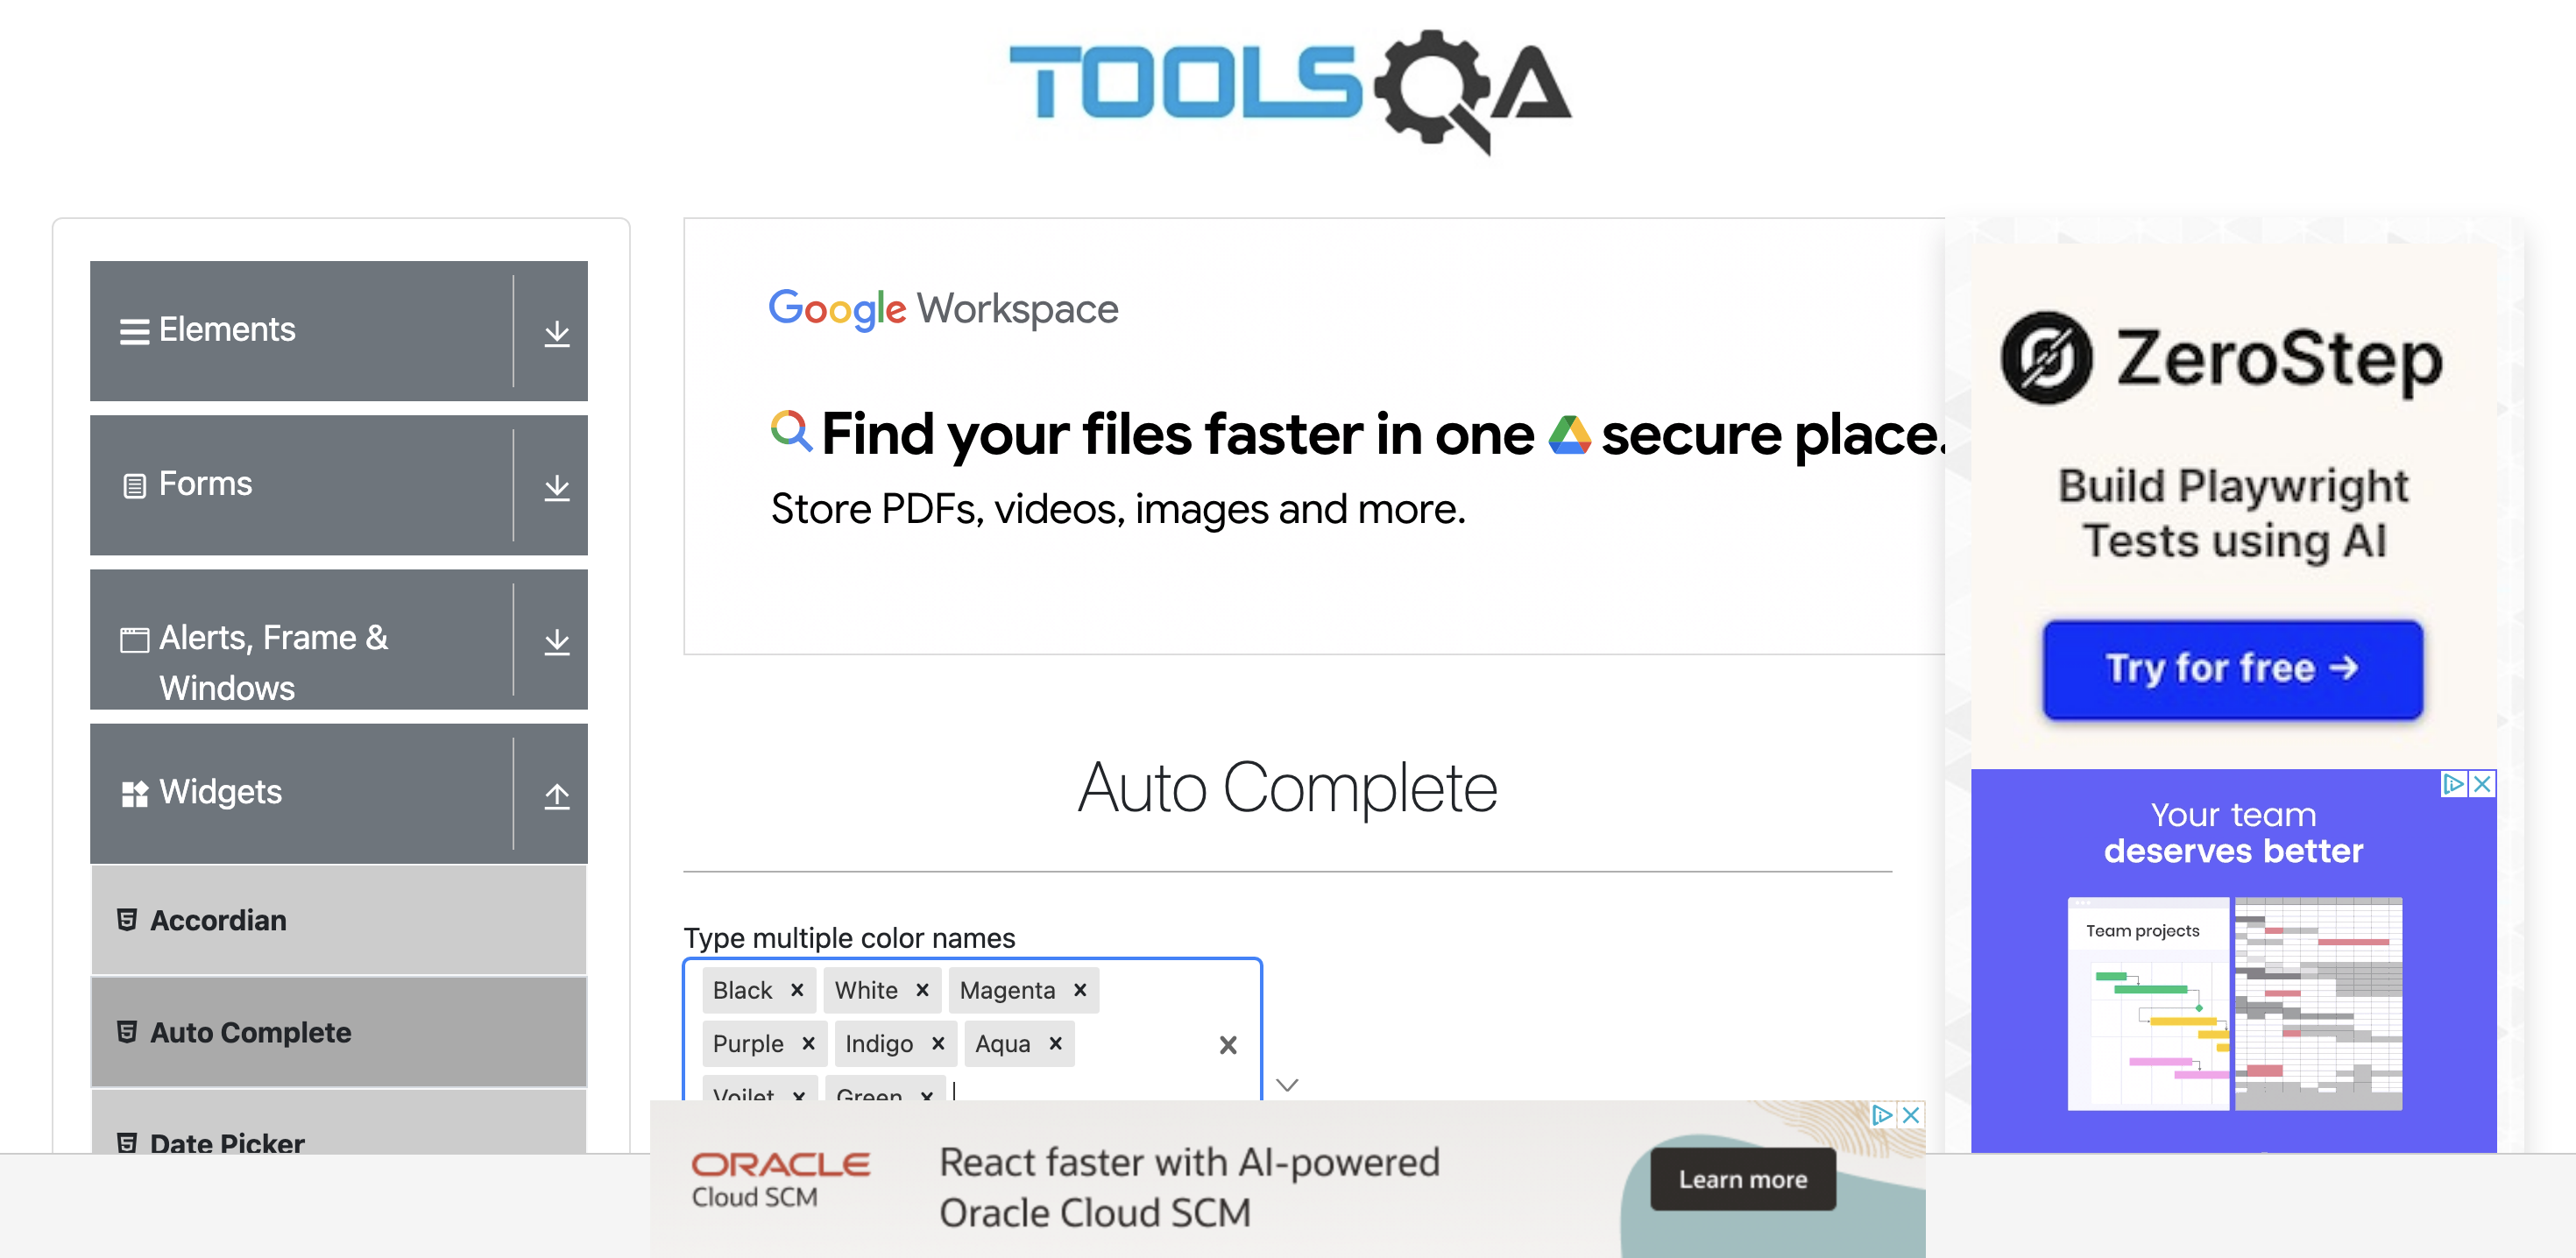 TOOLSQA
Elements
Forms
Alerts, Frame &
Windows
Widgets
Accordian
Auto Complete
Date Picker
Google Workspace
Find your files faster in one secure place.
Store PDFs, videos, images and more.
Auto Complete
Type multiple color names
Black × White × Magenta ×
Purple × Indigo × Aqua ×
Voilet × Green ×
ORACLE
Cloud SCM
React faster with AI-powered
Oracle Cloud SCM
Learn more
ZeroStep
Build Playwright
Tests using AI
Try for free →
Your team
deserves better
Team projects